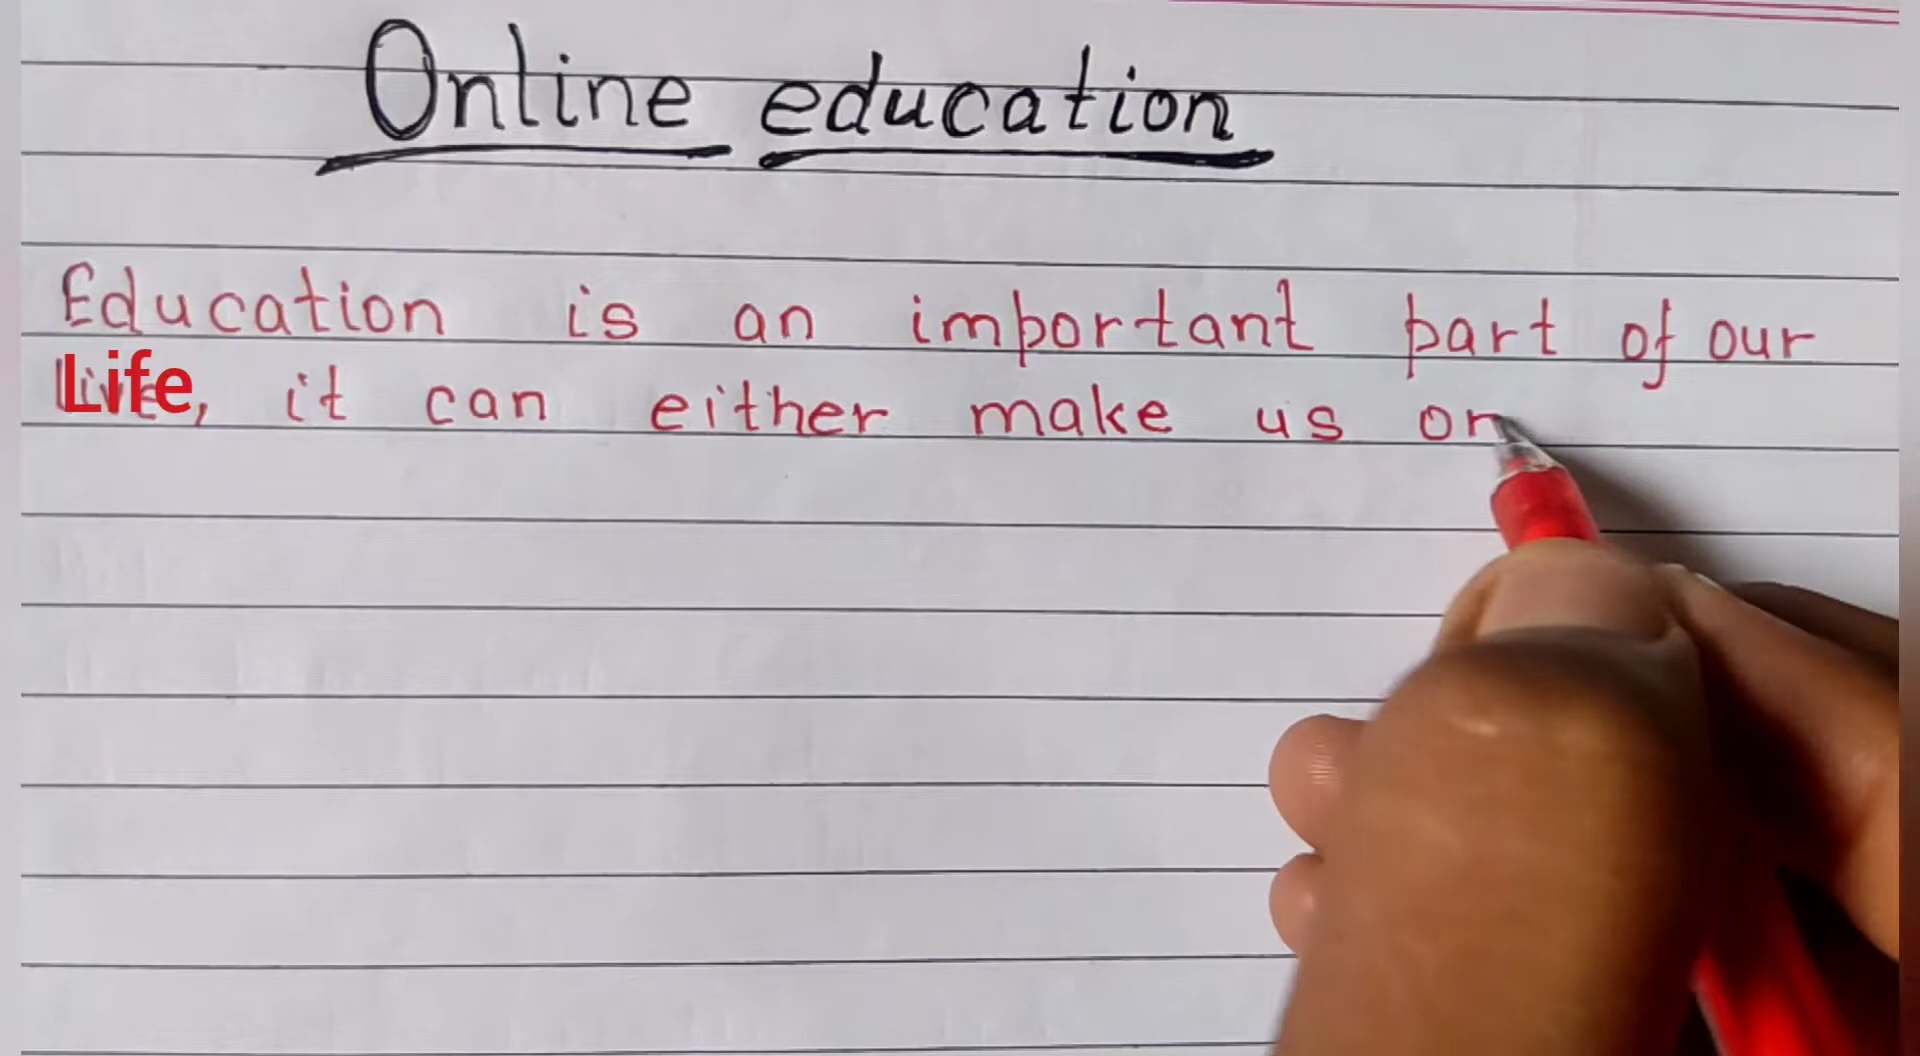 Online education
Education is an important part of our
Life, it can either make us or